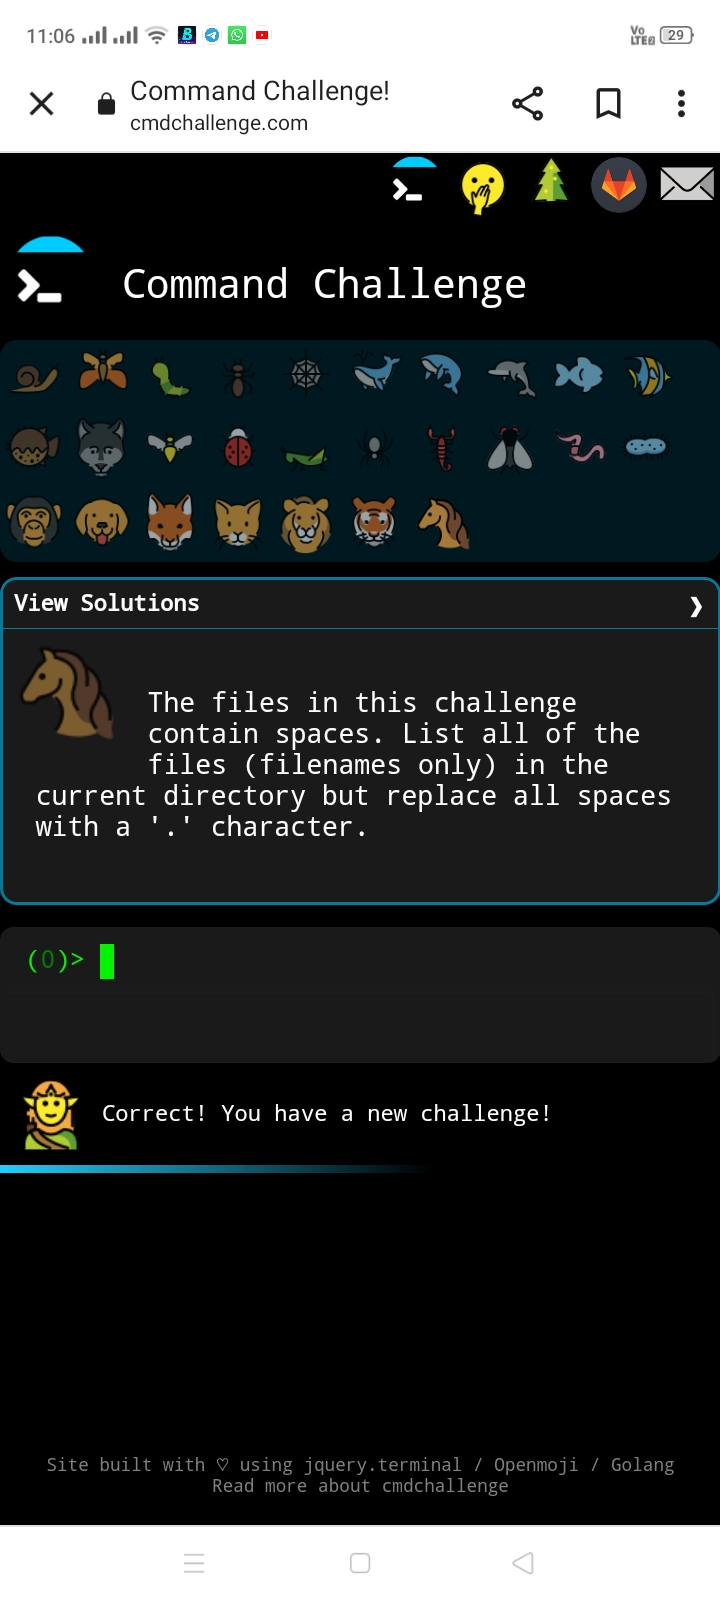 11:06
Vo
LTE2
29
Command Challenge!
cmdchallenge.com
Command Challenge
View Solutions
The files in this challenge
contain spaces. List all of the
files (filenames only) in the
current directory but replace all spaces
with a '.' character.
(0)>
Correct! You have a new challenge!
Site built with ♡ using jquery.terminal / Openmoji / Golang
Read more about cmdchallenge